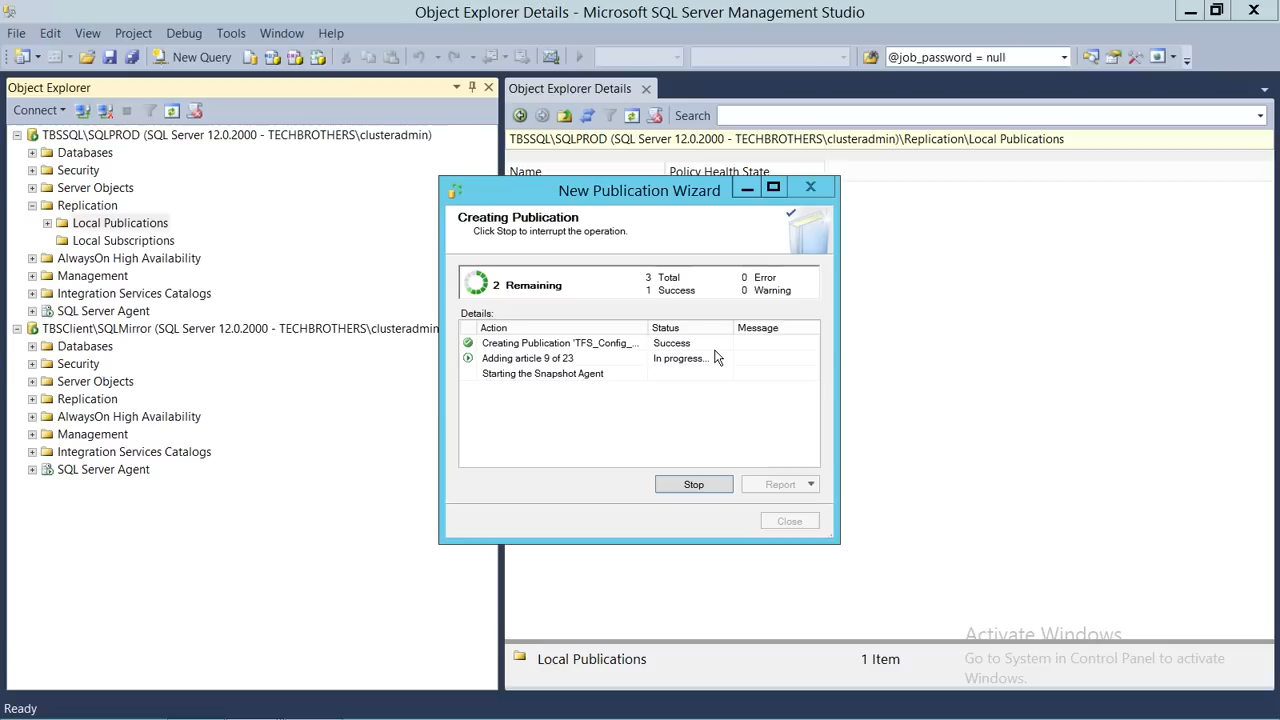 Object Explorer Details - Microsoft SQL Server Management Studio
File Edit View Project Debug Tools Window Help
New Query
@job_password = null
Object Explorer
Connect
TBSSQL\SQLPROD (SQL Server 12.0.2000 - TECHBROTHERS\clusteradmin)
Databases
Security
Server Objects
Replication
Local Publications
Local Subscriptions
AlwaysOn High Availability
Management
Integration Services Catalogs
SQL Server Agent
TBSClient\SQLMirror (SQL Server 12.0.2000 - TECHBROTHERS\clusteradmin
Databases
Security
Server Objects
Replication
AlwaysOn High Availability
Management
Integration Services Catalogs
SQL Server Agent
Object Explorer Details
Search
TBSSQL\SQLPROD (SQL Server 12.0.2000 - TECHBROTHERS\clusteradmin)\Replication\Local Publications
Name Policy Health State
New Publication Wizard
Creating Publication
Click Stop to interrupt the operation.
2 Remaining
3 Total 0 Error
1 Success 0 Warning
Details:
Action Status Message
Creating Publication 'TFS_Config_... Success
Adding article 9 of 23 In progress...
Starting the Snapshot Agent
Stop Report
Close
Local Publications 1 Item
Activate Windows
Go to System in Control Panel to activate
Windows.
Ready